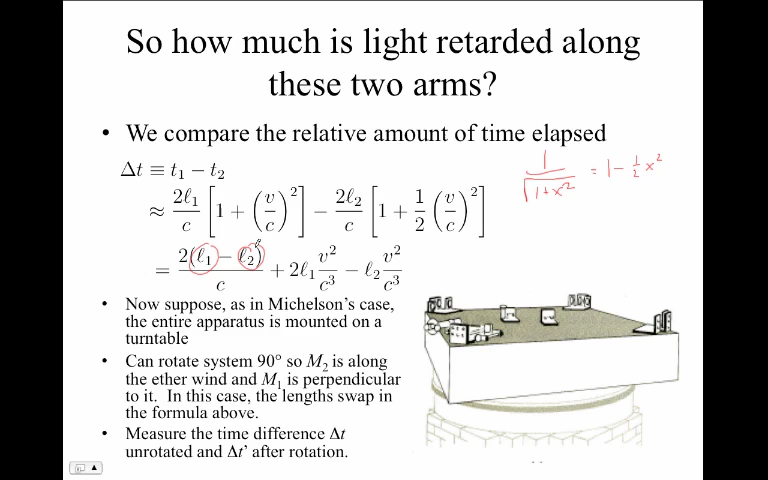 So how much is light retarded along
these two arms?
• We compare the relative amount of time elapsed
Δt ≡ t₁ − t₂
≈ 2ℓ₁/c [1 + (v/c)²] − 2ℓ₂/c [1 + 1/2 (v/c)²]
= 2(ℓ₁ − ℓ₂)/c + 2ℓ₁ v²/c³ − ℓ₂ v²/c³
1/√(1+x²) = 1 − 1/2 x²
• Now suppose, as in Michelson’s case,
the entire apparatus is mounted on a
turntable
• Can rotate system 90° so M₂ is along
the ether wind and M₁ is perpendicular
to it. In this case, the lengths swap in
the formula above.
• Measure the time difference Δt
unrotated and Δt’ after rotation.